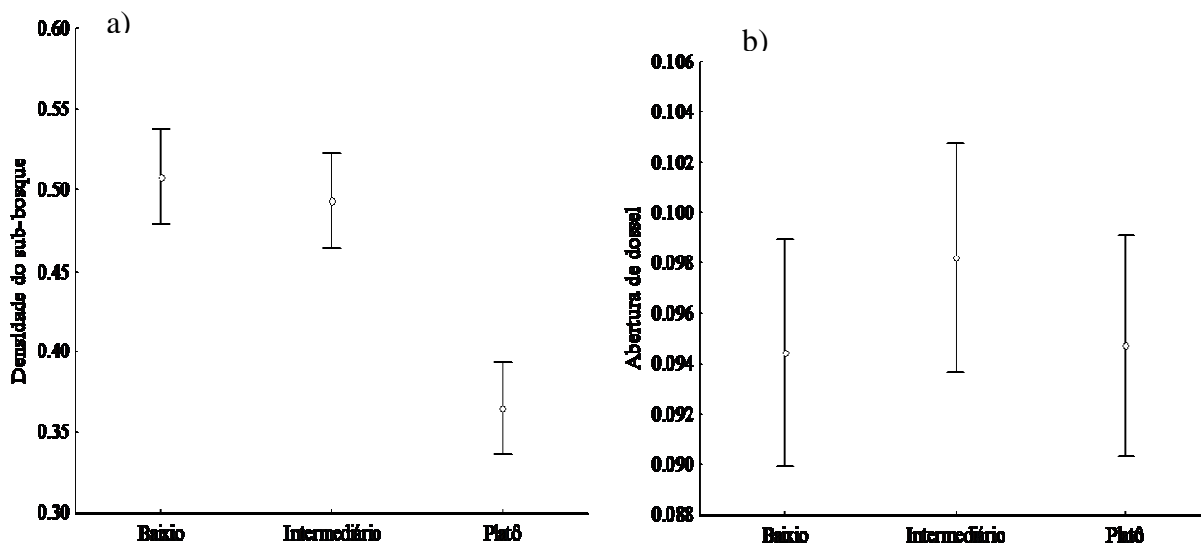 a)
Densidade do sub-bosque
0.60
0.55
0.50
0.45
0.40
0.35
0.30
Baixio Intermediário Platô
b)
Abertura de dossel
0.106
0.104
0.102
0.100
0.098
0.096
0.094
0.092
0.090
0.088
Baixio Intermediário Platô